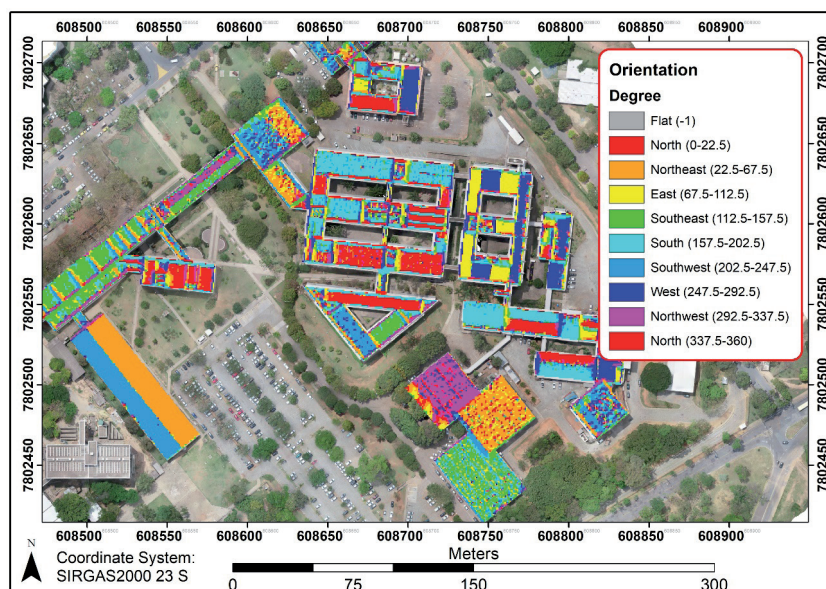 608500 608550 608600 608650 608700 608750 608800 608850 608900
7802700
7802650
7802600
7802550
7802500
7802450
7802700
7802650
7802600
7802550
7802500
7802450
Orientation
Degree
Flat (-1)
North (0-22.5)
Northeast (22.5-67.5)
East (67.5-112.5)
Southeast (112.5-157.5)
South (157.5-202.5)
Southwest (202.5-247.5)
West (247.5-292.5)
Northwest (292.5-337.5)
North (337.5-360)
608500 608550 608600 608650 608700 608750 608800 608850 608900
N
Coordinate System:
SIRGAS2000 23 S
Meters
0 75 150 300